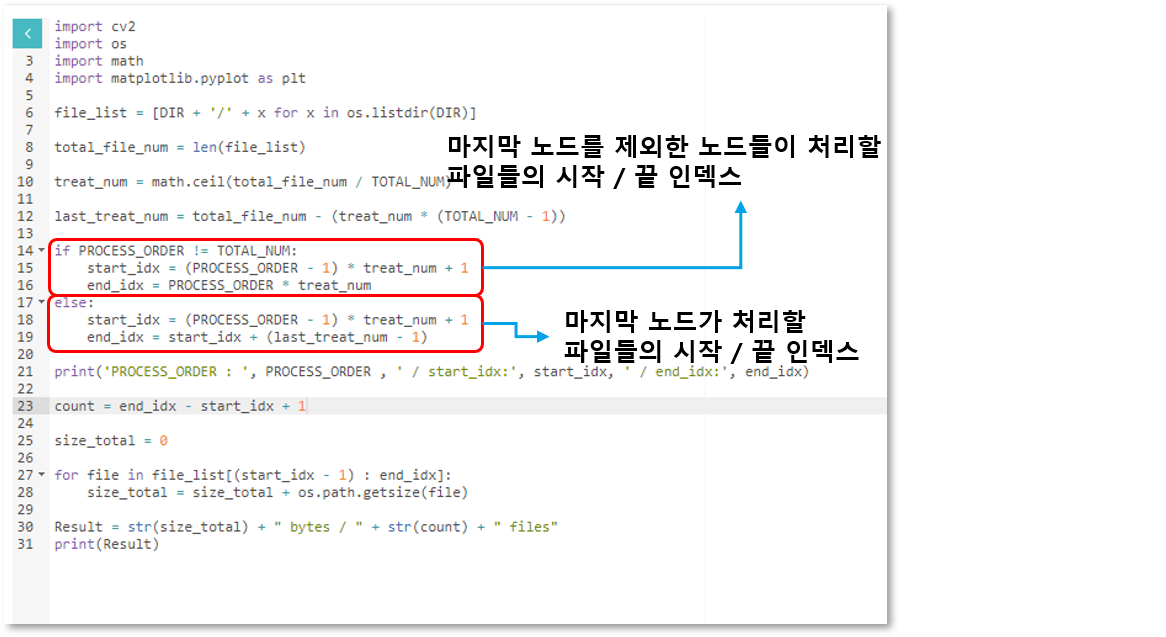 import cv2
import os
3 import math
4 import matplotlib.pyplot as plt
5
6 file_list = [DIR + '/' + x for x in os.listdir(DIR)]
7
8 total_file_num = len(file_list)
마지막 노드를 제외한 노드들이 처리할
9
파일들의 시작 / 끝 인덱스
10 treat_num = math.ceil(total_file_num / TOTAL_NUM)
11
12 last_treat_num = total_file_num - (treat_num * (TOTAL_NUM - 1))
13
14 if PROCESS_ORDER != TOTAL_NUM:
15 start_idx = (PROCESS_ORDER - 1) * treat_num + 1
16 end_idx = PROCESS_ORDER * treat_num
17 else:
18 start_idx = (PROCESS_ORDER - 1) * treat_num + 1
마지막 노드가 처리할
19 end_idx = start_idx + (last_treat_num - 1)
파일들의 시작 / 끝 인덱스
20
21 print('PROCESS_ORDER : ', PROCESS_ORDER , ' / start_idx:', start_idx, ' / end_idx:', end_idx)
22
23 count = end_idx - start_idx + 1
24
25 size_total = 0
26
27 for file in file_list[(start_idx - 1) : end_idx]:
28 size_total = size_total + os.path.getsize(file)
29
30 Result = str(size_total) + " bytes / " + str(count) + " files"
31 print(Result)